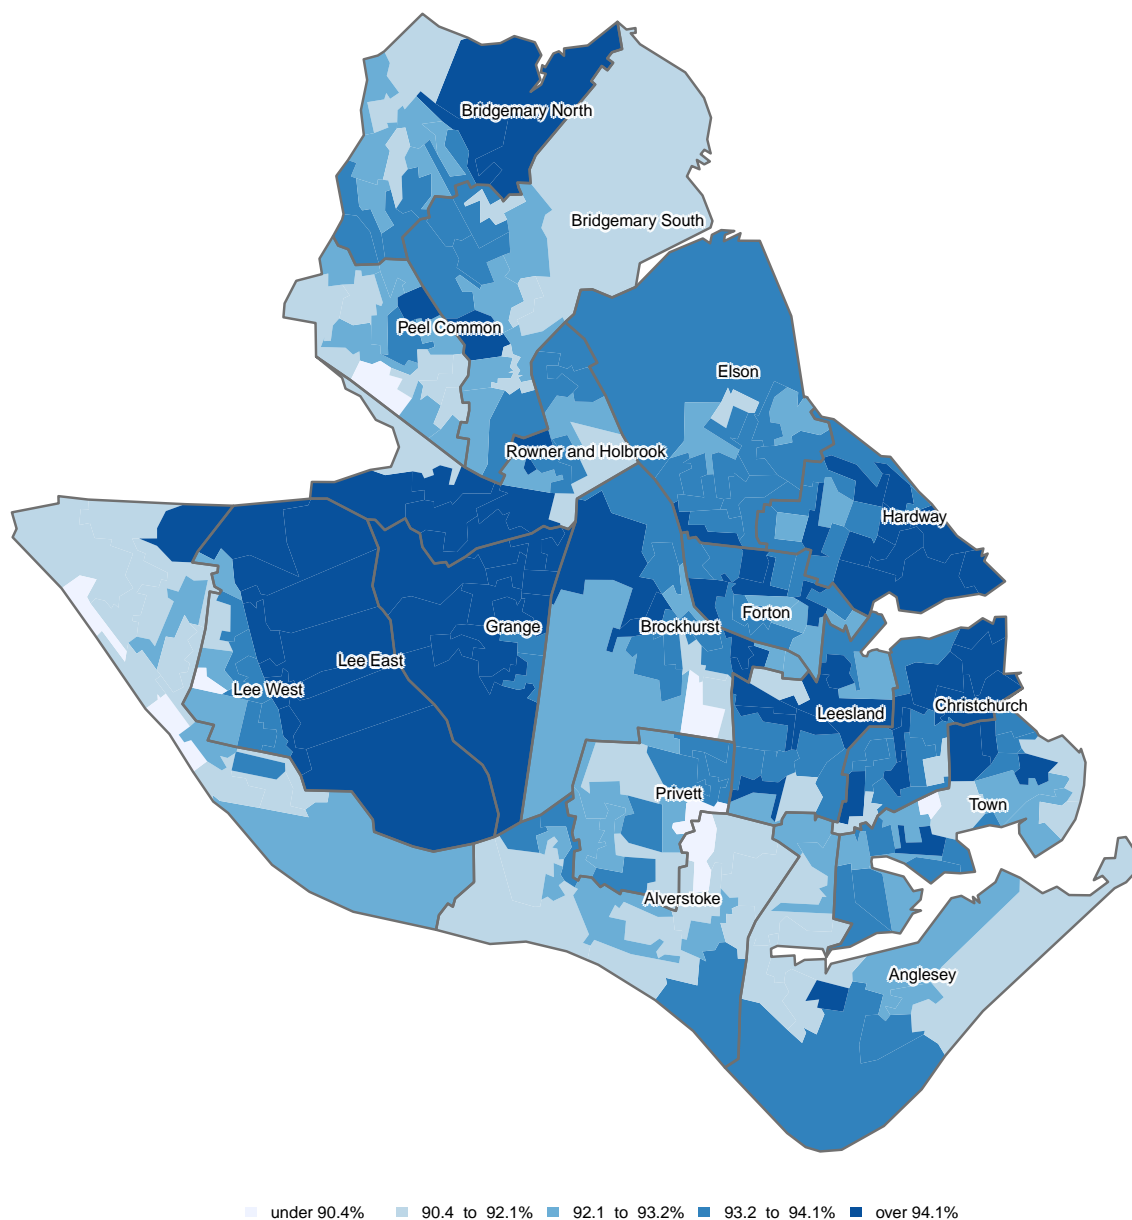 Bridgemary North
Bridgemary South
Peel Common
Elson
Rowner and Holbrook
Hardway
Forton
Grange
Brockhurst
Lee East
Lee West
Leesland
Christchurch
Privett
Town
Alverstoke
Anglesey
under 90.4%
90.4 to 92.1%
92.1 to 93.2%
93.2 to 94.1%
over 94.1%